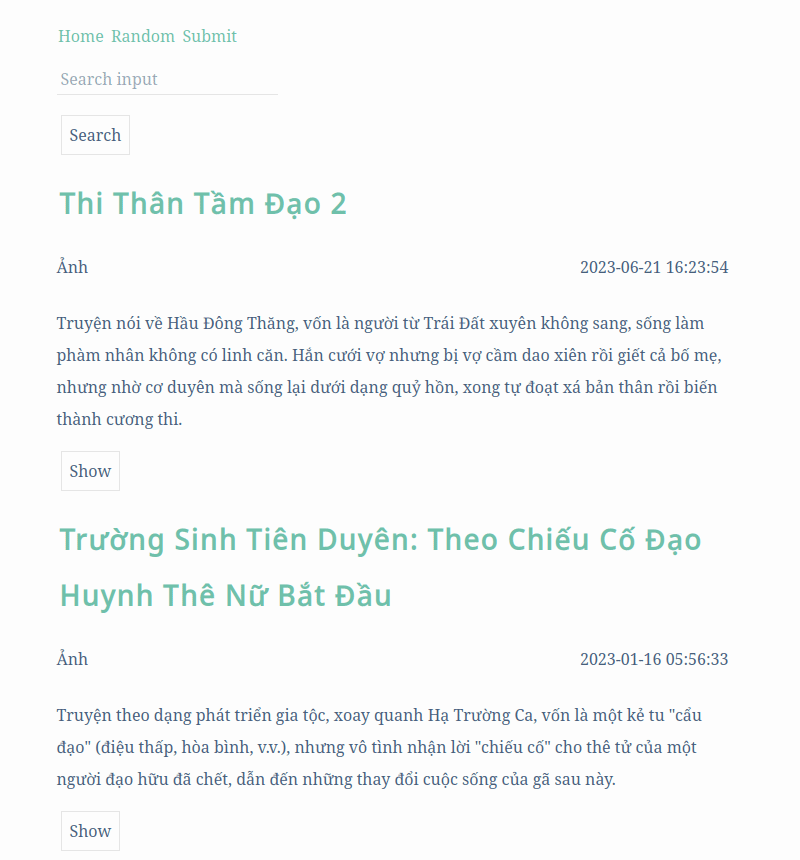 Home Random Submit
Search input
Search
Thi Thân Tầm Đạo 2
Ảnh 2023-06-21 16:23:54
Truyện nói về Hầu Đông Thăng, vốn là người từ Trái Đất xuyên không sang, sống làm
phàm nhân không có linh căn. Hắn cưới vợ nhưng bị vợ cầm dao xiên rồi giết cả bố mẹ,
nhưng nhờ cơ duyên mà sống lại dưới dạng quỷ hồn, xong tự đoạt xá bản thân rồi biến
thành cương thi.
Show
Trường Sinh Tiên Duyên: Theo Chiếu Cố Đạo
Huynh Thê Nữ Bắt Đầu
Ảnh 2023-01-16 05:56:33
Truyện theo dạng phát triển gia tộc, xoay quanh Hạ Trường Ca, vốn là một kẻ tu "cẩu
đạo" (điệu thấp, hòa bình, v.v.), nhưng vô tình nhận lời "chiếu cố" cho thê tử của một
người đạo hữu đã chết, dẫn đến những thay đổi cuộc sống của gã sau này.
Show